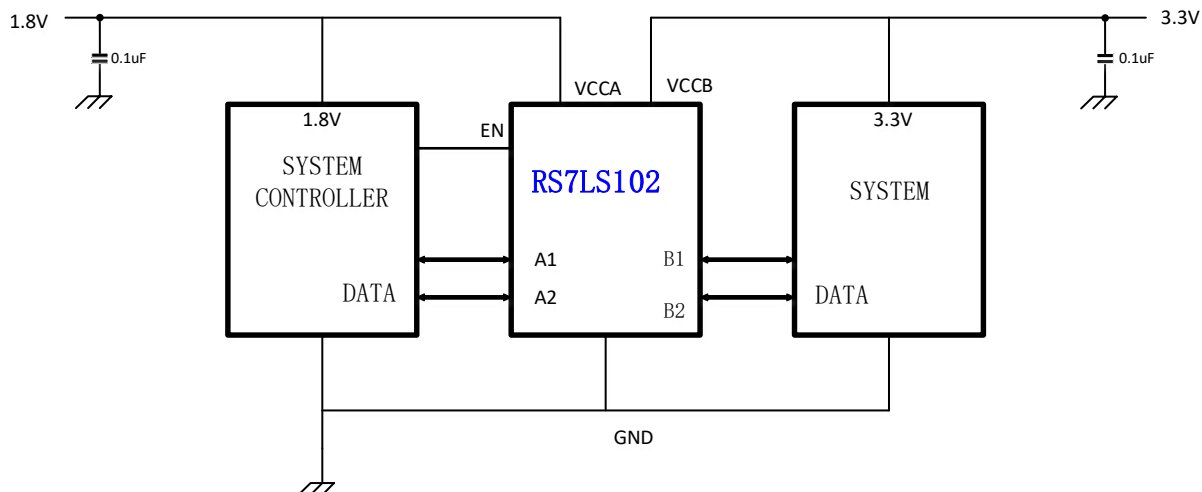 1.8V
3.3V
0.1uF
0.1uF
VCCA
VCCB
1.8V
3.3V
EN
SYSTEM
CONTROLLER
RS7LS102
SYSTEM
A1
B1
DATA
A2
B2
DATA
GND